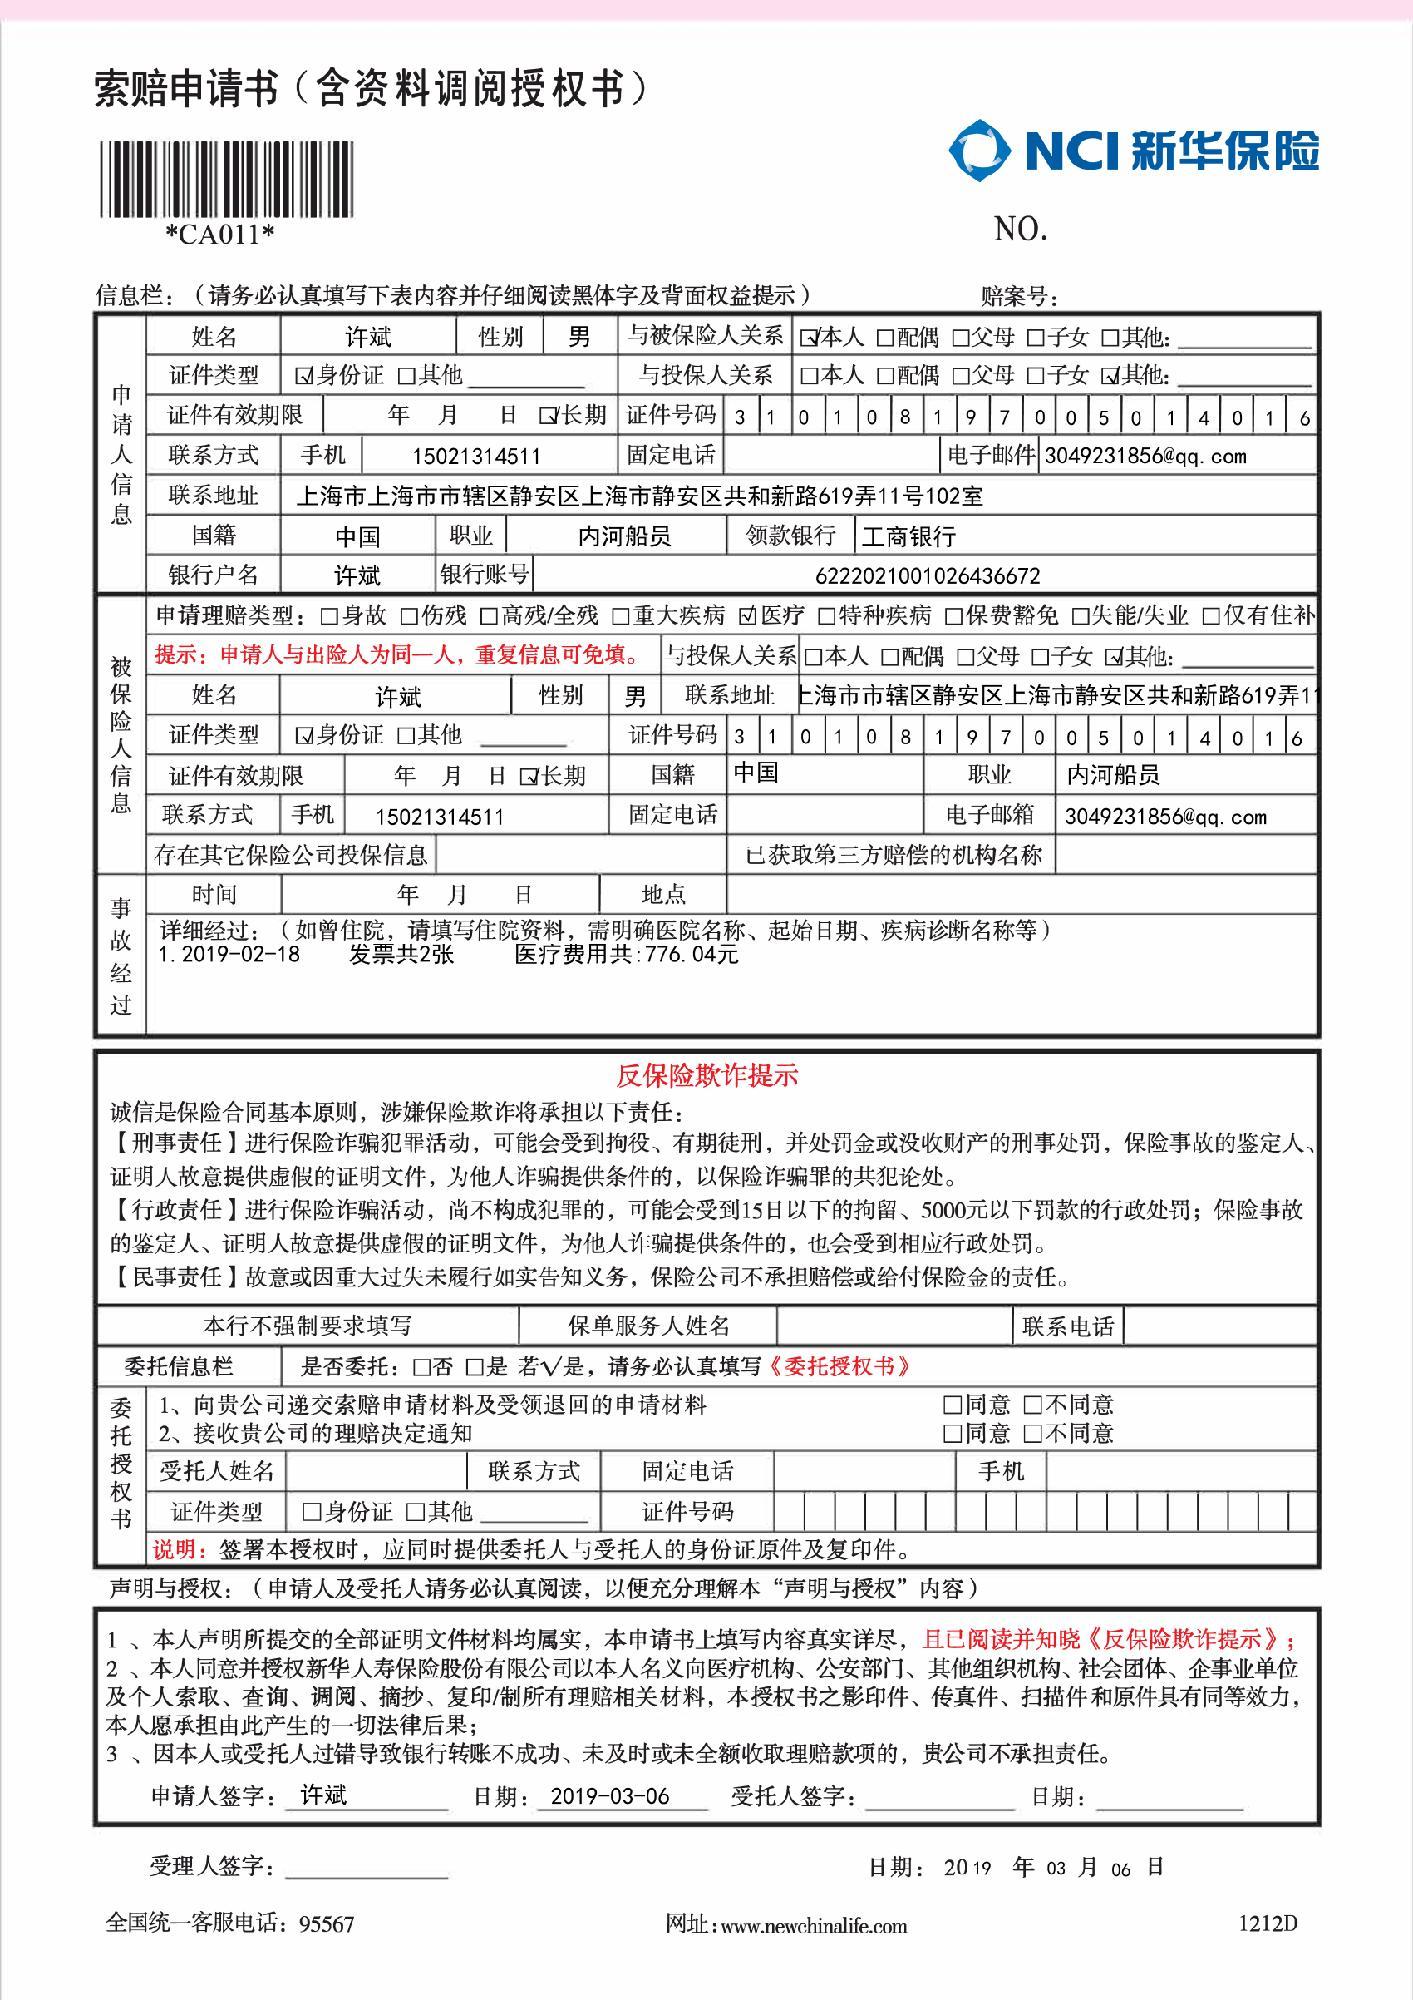 索赔申请书（含资料调阅授权书）
*CA011*
NCI 新华保险
NO.
信息栏：（请务必认真填写下表内容并仔细阅读黑体字及背面权益提示）　赔案号：
申请人信息
姓名 许斌 性别 男 与被保险人关系 ☑本人 □配偶 □父母 □子女 □其他：
证件类型 ☑身份证 □其他 与投保人关系 □本人 □配偶 □父母 □子女 ☑其他：
证件有效期限 年 月 日 ☑长期 证件号码 310108197005014016
联系方式 手机 15021314511 固定电话 电子邮件 3049231856@qq.com
联系地址 上海市上海市市辖区静安区上海市静安区共和新路619弄11号102室
国籍 中国 职业 内河船员 领款银行 工商银行
银行户名 许斌 银行账号 6222021001026436672
被保险人信息
申请理赔类型：□身故 □伤残 □高残/全残 □重大疾病 ☑医疗 □特种疾病 □保费豁免 □失能/失业 □仅有住补
提示：申请人与出险人为同一人，重复信息可免填。 与投保人关系 □本人 □配偶 □父母 □子女 ☑其他：
姓名 许斌 性别 男 联系地址 上海市市辖区静安区上海市静安区共和新路619弄11
证件类型 ☑身份证 □其他 证件号码 310108197005014016
证件有效期限 年 月 日 ☑长期 国籍 中国 职业 内河船员
联系方式 手机 15021314511 固定电话 电子邮箱 3049231856@qq.com
存在其它保险公司投保信息 已获取第三方赔偿的机构名称
事故经过
时间 年 月 日 地点
详细经过：（如曾住院，请填写住院资料，需明确医院名称、起始日期、疾病诊断名称等）
1.2019-02-18 发票共2张 医疗费用共:776.04元
反保险欺诈提示
诚信是保险合同基本原则，涉嫌保险欺诈将承担以下责任：
【刑事责任】进行保险诈骗犯罪活动，可能会受到拘役、有期徒刑，并处罚金或没收财产的刑事处罚，保险事故的鉴定人、
证明人故意提供虚假的证明文件，为他人诈骗提供条件的，以保险诈骗罪的共犯论处。
【行政责任】进行保险诈骗活动，尚不构成犯罪的，可能会受到15日以下的拘留、5000元以下罚款的行政处罚；保险事故
的鉴定人、证明人故意提供虚假的证明文件，为他人诈骗提供条件的，也会受到相应行政处罚。
【民事责任】故意或因重大过失未履行如实告知义务，保险公司不承担赔偿或给付保险金的责任。
本行不强制要求填写 保单服务人姓名 联系电话
委托信息栏 是否委托：□否 □是 若√是，请务必认真填写《委托授权书》
委托授权书
1、向贵公司递交索赔申请材料及受领退回的申请材料 □同意 □不同意
2、接收贵公司的理赔决定通知 □同意 □不同意
受托人姓名 联系方式 固定电话 手机
证件类型 □身份证 □其他 证件号码
说明：签署本授权时，应同时提供委托人与受托人的身份证原件及复印件。
声明与授权：（申请人及受托人请务必认真阅读，以便充分理解本“声明与授权”内容）
1 、本人声明所提交的全部证明文件材料均属实，本申请书上填写内容真实详尽，且已阅读并知晓《反保险欺诈提示》；
2 、本人同意并授权新华人寿保险股份有限公司以本人名义向医疗机构、公安部门、其他组织机构、社会团体、企事业单位
及个人索取、查询、调阅、摘抄、复印/制所有理赔相关材料，本授权书之影印件、传真件、扫描件和原件具有同等效力，
本人愿承担由此产生的一切法律后果；
3 、因本人或受托人过错导致银行转账不成功、未及时或未全额收取理赔款项的，贵公司不承担责任。
申请人签字： 许斌 日期： 2019-03-06 受托人签字： 日期：
受理人签字： 日期： 2019 年 03 月 06 日
全国统一客服电话：95567 网址：www.newchinalife.com 1212D